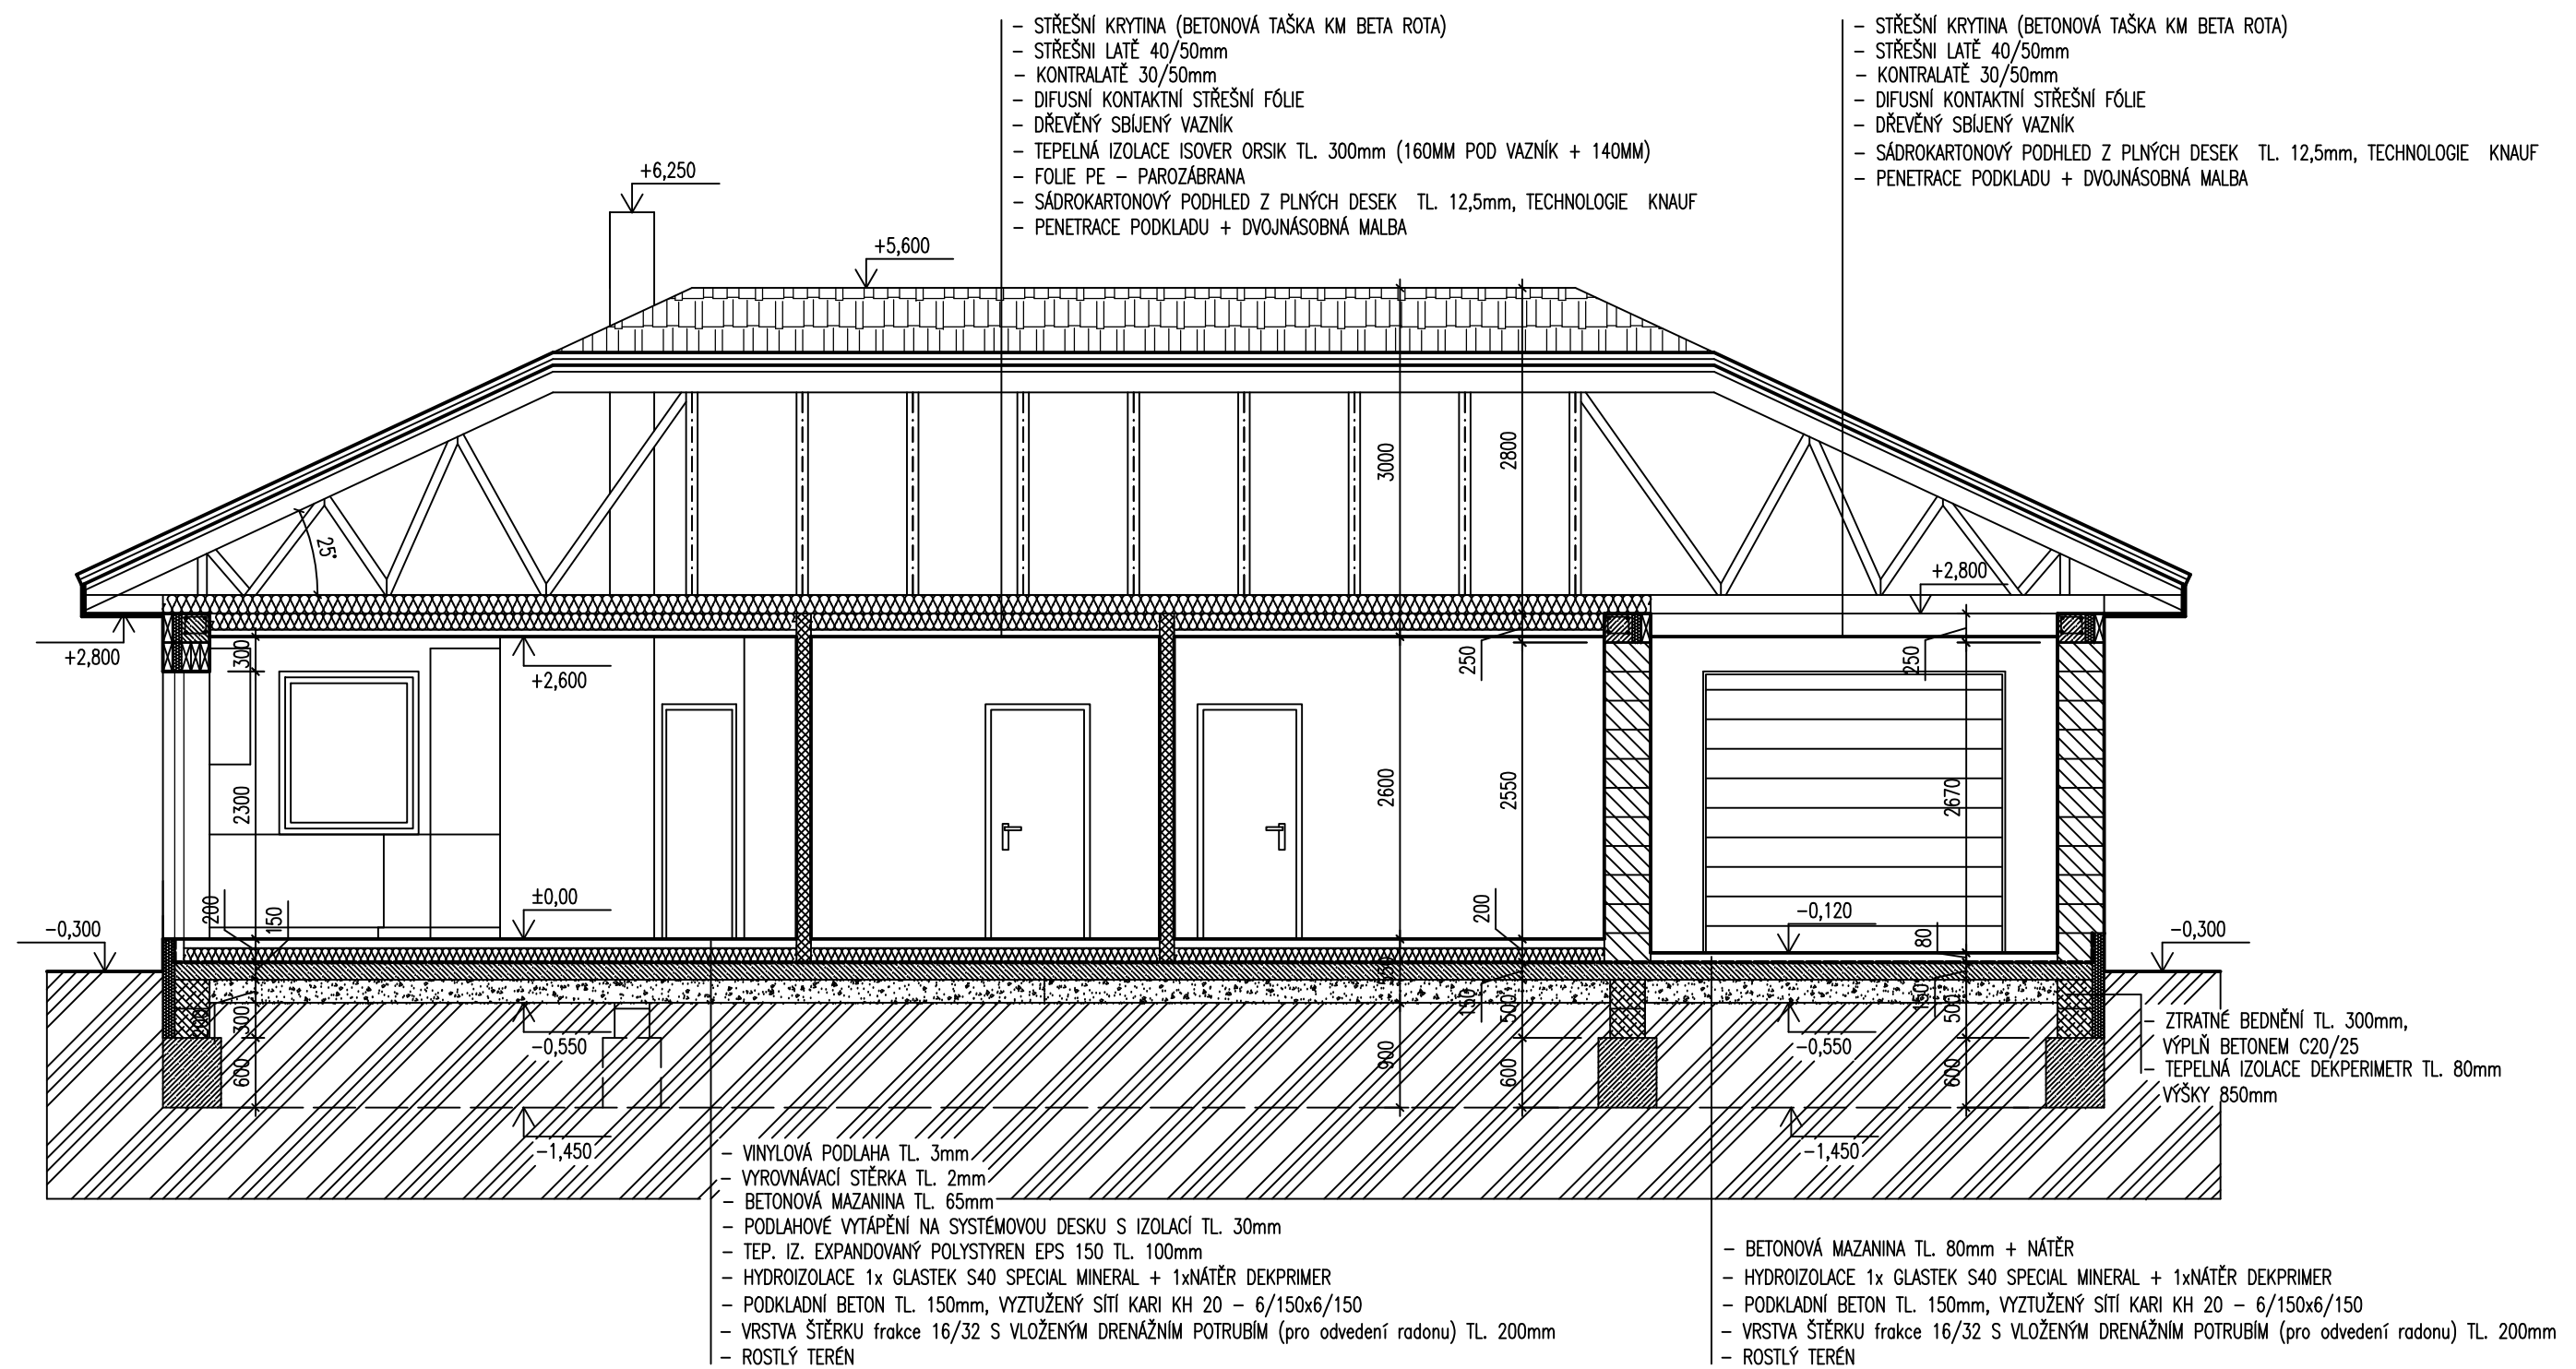 – STŘEŠNÍ KRYTINA (BETONOVÁ TAŠKA KM BETA ROTA)
– STŘEŠNI LATĚ 40/50mm
– KONTRALATĚ 30/50mm
– DIFUSNÍ KONTAKTNÍ STŘEŠNÍ FÓLIE
– DŘEVĚNÝ SBÍJENÝ VAZNÍK
– TEPELNÁ IZOLACE ISOVER ORSIK TL. 300mm (160MM POD VAZNÍK + 140MM)
– FOLIE PE – PAROZÁBRANA
– SÁDROKARTONOVÝ PODHLED Z PLNÝCH DESEK TL. 12,5mm, TECHNOLOGIE KNAUF
– PENETRACE PODKLADU + DVOJNÁSOBNÁ MALBA
– STŘEŠNÍ KRYTINA (BETONOVÁ TAŠKA KM BETA ROTA)
– STŘEŠNI LATĚ 40/50mm
– KONTRALATĚ 30/50mm
– DIFUSNÍ KONTAKTNÍ STŘEŠNÍ FÓLIE
– DŘEVĚNÝ SBÍJENÝ VAZNÍK
– SÁDROKARTONOVÝ PODHLED Z PLNÝCH DESEK TL. 12,5mm, TECHNOLOGIE KNAUF
– PENETRACE PODKLADU + DVOJNÁSOBNÁ MALBA
+6,250
+5,600
3000
2800
25°
+2,800
+2,800
300
+2,600
250
250
2300
2600
2550
2670
200
150
±0,00
200
–0,120
80
–0,300
–0,300
550
150
500
150
500
200
300
–0,550
–0,550
600
900
600
600
– ZTRATNÉ BEDNĚNÍ TL. 300mm,
VÝPLŇ BETONEM C20/25
– TEPELNÁ IZOLACE DEKPERIMETR TL. 80mm
VÝŠKY 850mm
–1,450
–1,450
– VINYLOVÁ PODLAHA TL. 3mm
– VYROVNÁVACÍ STĚRKA TL. 2mm
– BETONOVÁ MAZANINA TL. 65mm
– PODLAHOVÉ VYTÁPĚNÍ NA SYSTÉMOVOU DESKU S IZOLACÍ TL. 30mm
– TEP. IZ. EXPANDOVANÝ POLYSTYREN EPS 150 TL. 100mm
– HYDROIZOLACE 1x GLASTEK S40 SPECIAL MINERAL + 1xNÁTĚR DEKPRIMER
– PODKLADNÍ BETON TL. 150mm, VYZTUŽENÝ SÍTÍ KARI KH 20 – 6/150x6/150
– VRSTVA ŠTĚRKU frakce 16/32 S VLOŽENÝM DRENÁŽNÍM POTRUBÍM (pro odvedení radonu) TL. 200mm
– ROSTLÝ TERÉN
– BETONOVÁ MAZANINA TL. 80mm + NÁTĚR
– HYDROIZOLACE 1x GLASTEK S40 SPECIAL MINERAL + 1xNÁTĚR DEKPRIMER
– PODKLADNÍ BETON TL. 150mm, VYZTUŽENÝ SÍTÍ KARI KH 20 – 6/150x6/150
– VRSTVA ŠTĚRKU frakce 16/32 S VLOŽENÝM DRENÁŽNÍM POTRUBÍM (pro odvedení radonu) TL. 200mm
– ROSTLÝ TERÉN